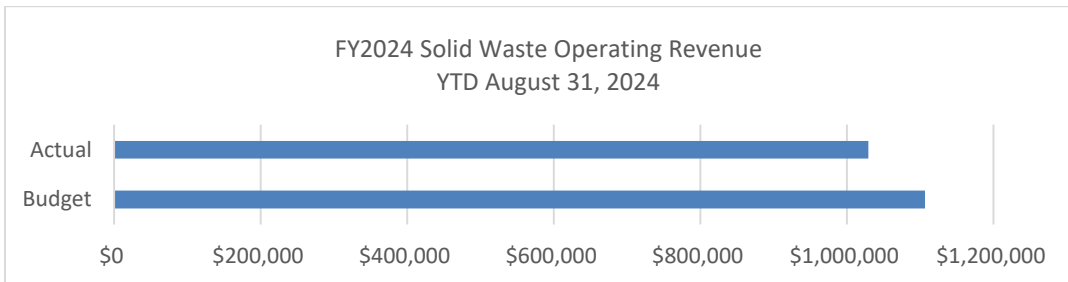 FY2024 Solid Waste Operating Revenue
YTD August 31, 2024
Actual
Budget
$0 $200,000 $400,000 $600,000 $800,000 $1,000,000 $1,200,000